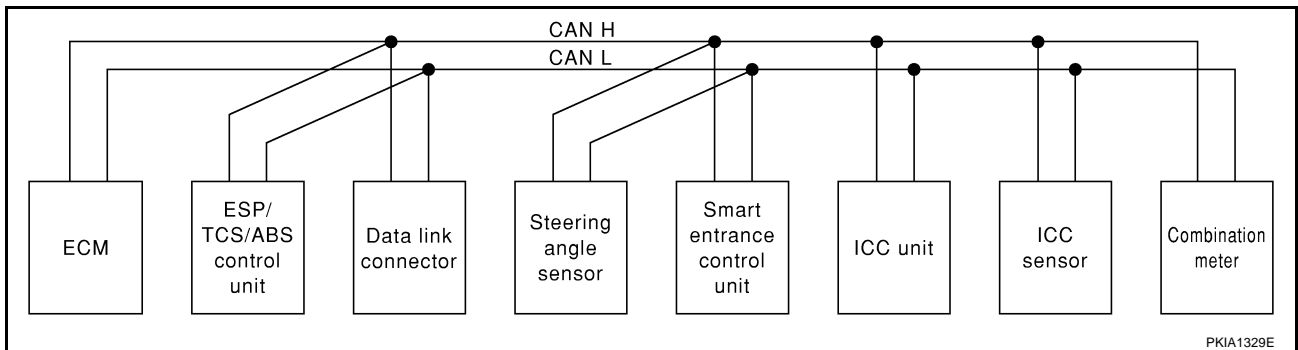 CAN H
CAN L
ECM
ESP/
TCS/ABS
control
unit
Data link
connector
Steering
angle
sensor
Smart
entrance
control
unit
ICC unit
ICC
sensor
Combination
meter
PKIA1329E